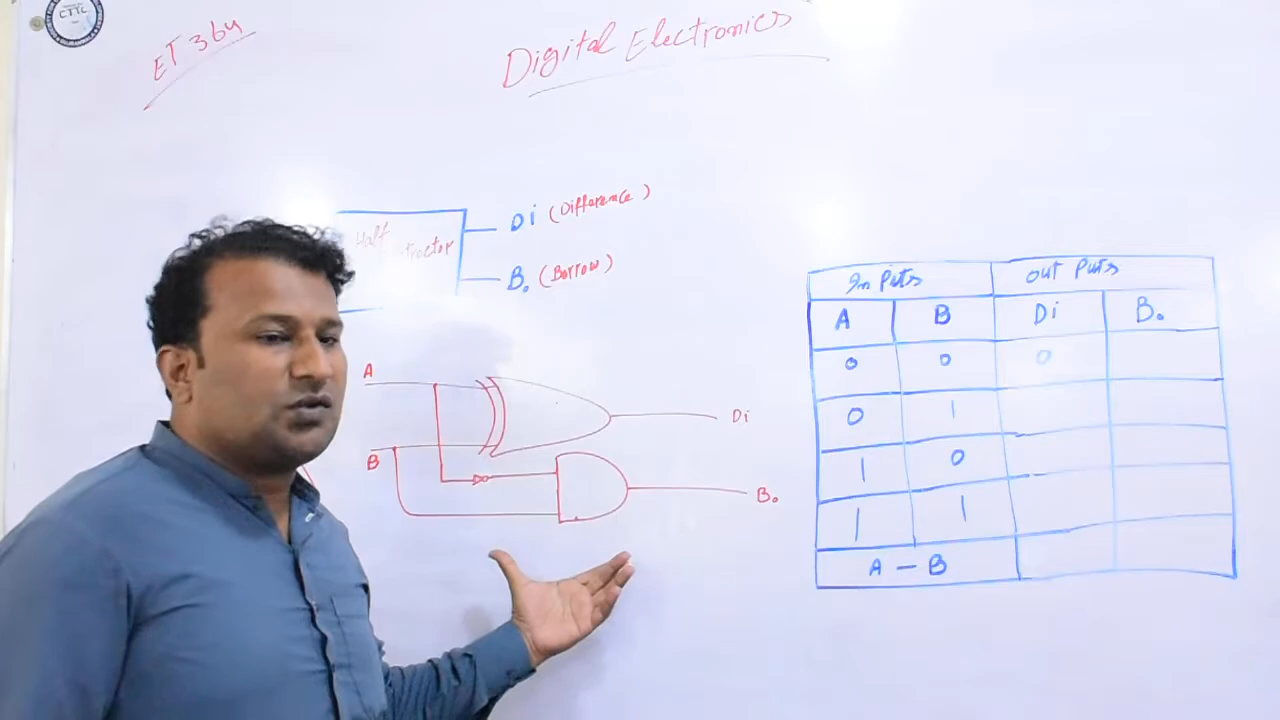 CTTC
ET 364
Digital Electronics
Half
Di (Difference)
Bo (Borrow)
A
B
Di
Bo
In Puts out Puts
A B Di Bo
0 0 0
0 1
1 0
1 1
A - B